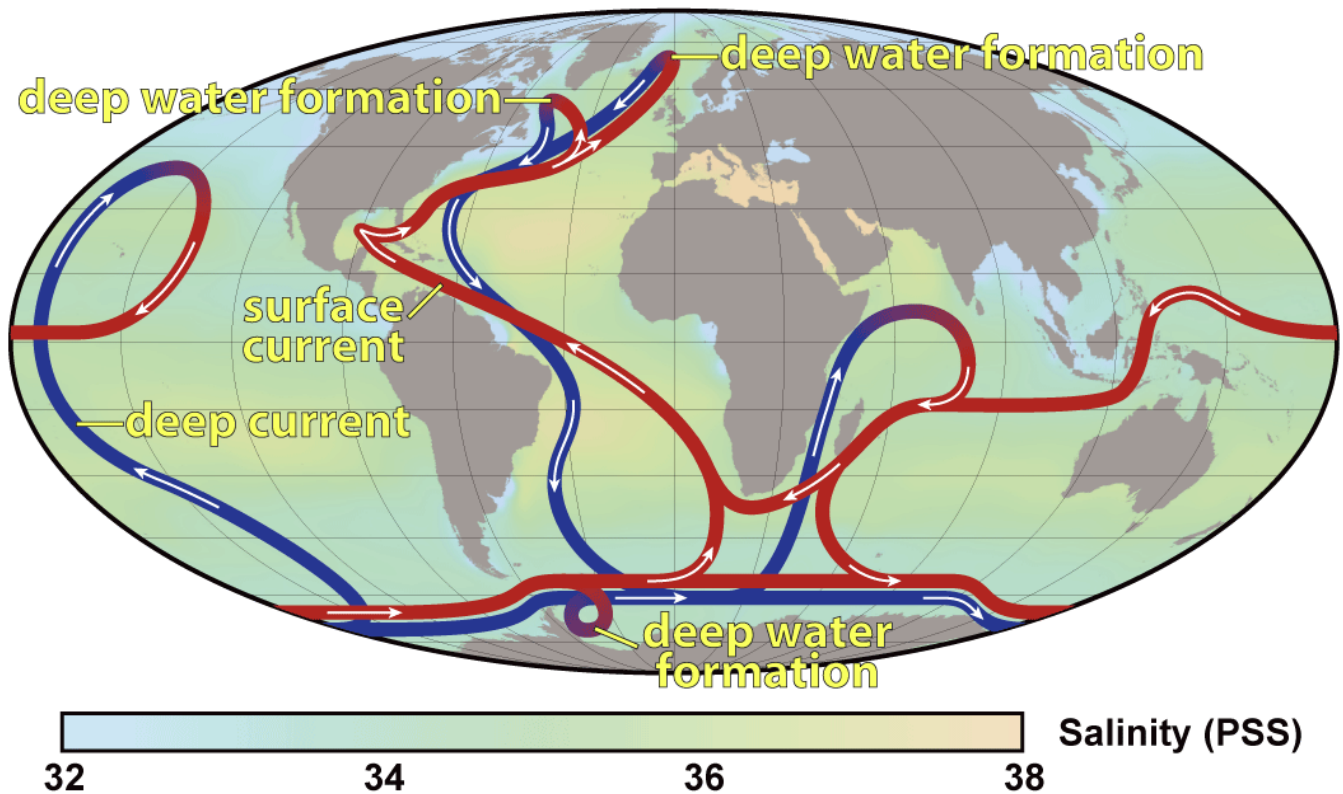 deep water formation
deep water formation
surface
current
deep current
deep water
formation
Salinity (PSS)
32
34
36
38